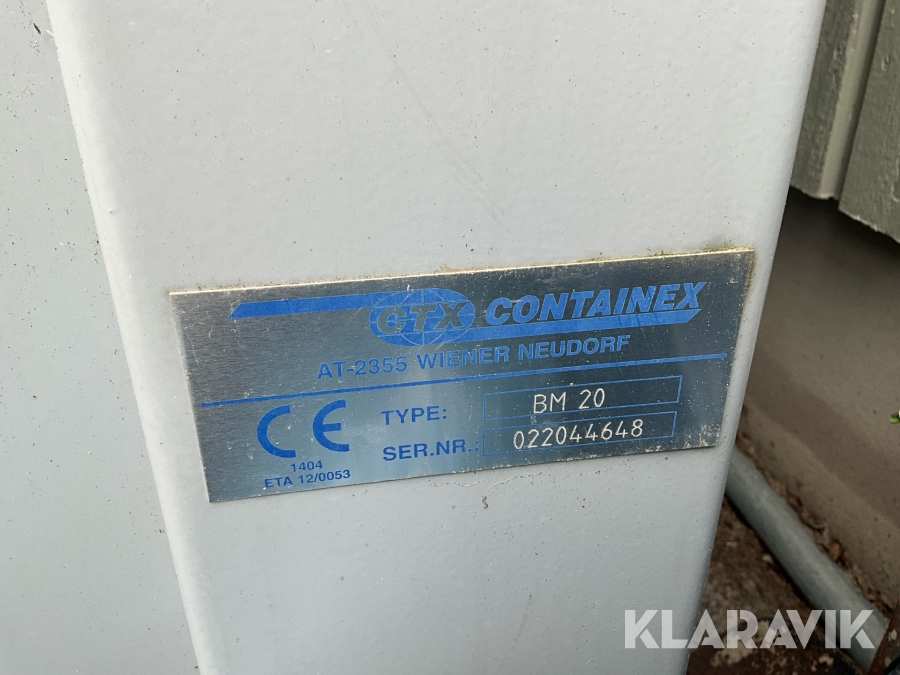 CTX CONTAINEX
AT-2355 WIENER NEUDORF
CE
TYPE: BM 20
1404
SER.NR.: 022044648
ETA 12/0053
KLARAVIK